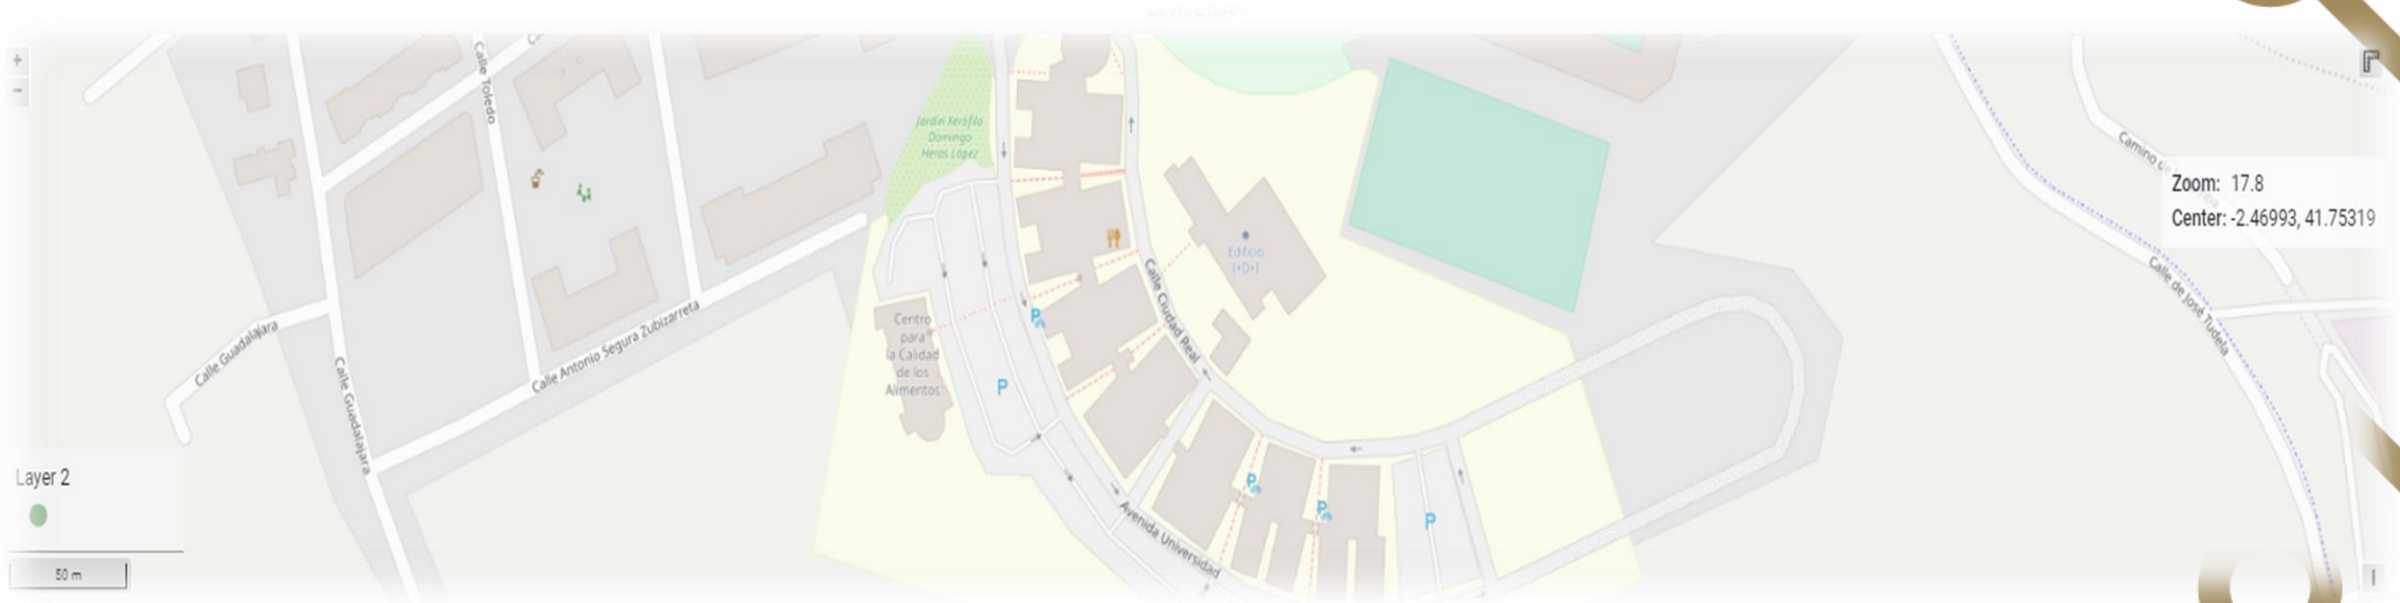 +
−
Calle Toledo
Jardín Xerófilo
Domingo
Heras López
Camino d
Zoom: 17.8
Center: -2.46993, 41.75319
Edificio
I+D+I
Calle Ciudad Real
Calle de José Tudela
Calle Guadalajara
Calle Antonio Segura Zubizarreta
Calle Guadalajara
Centro
para
la Calidad
de los
Alimentos
P
P
P
P
P
Avenida Universidad
Layer 2
50 m
i